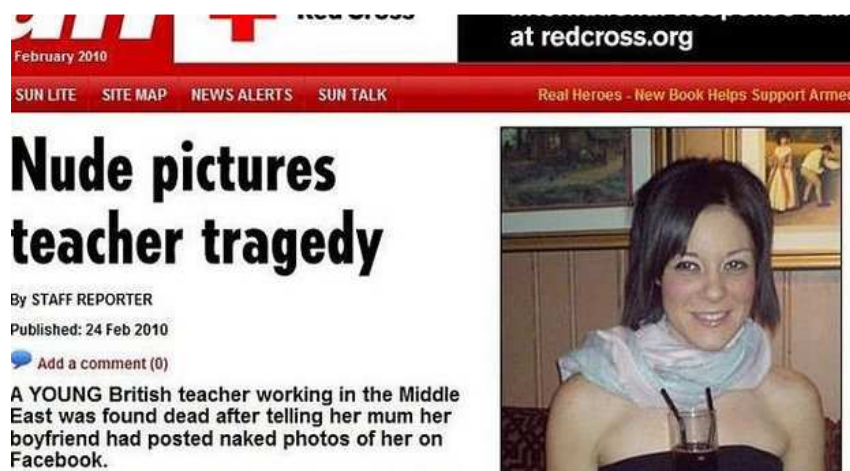 Red Cross
at redcross.org
February 2010
SUN LITE SITE MAP NEWS ALERTS SUN TALK
Real Heroes - New Book Helps Support Armed
Nude pictures
teacher tragedy
By STAFF REPORTER
Published: 24 Feb 2010
Add a comment (0)
A YOUNG British teacher working in the Middle
East was found dead after telling her mum her
boyfriend had posted naked photos of her on
Facebook.